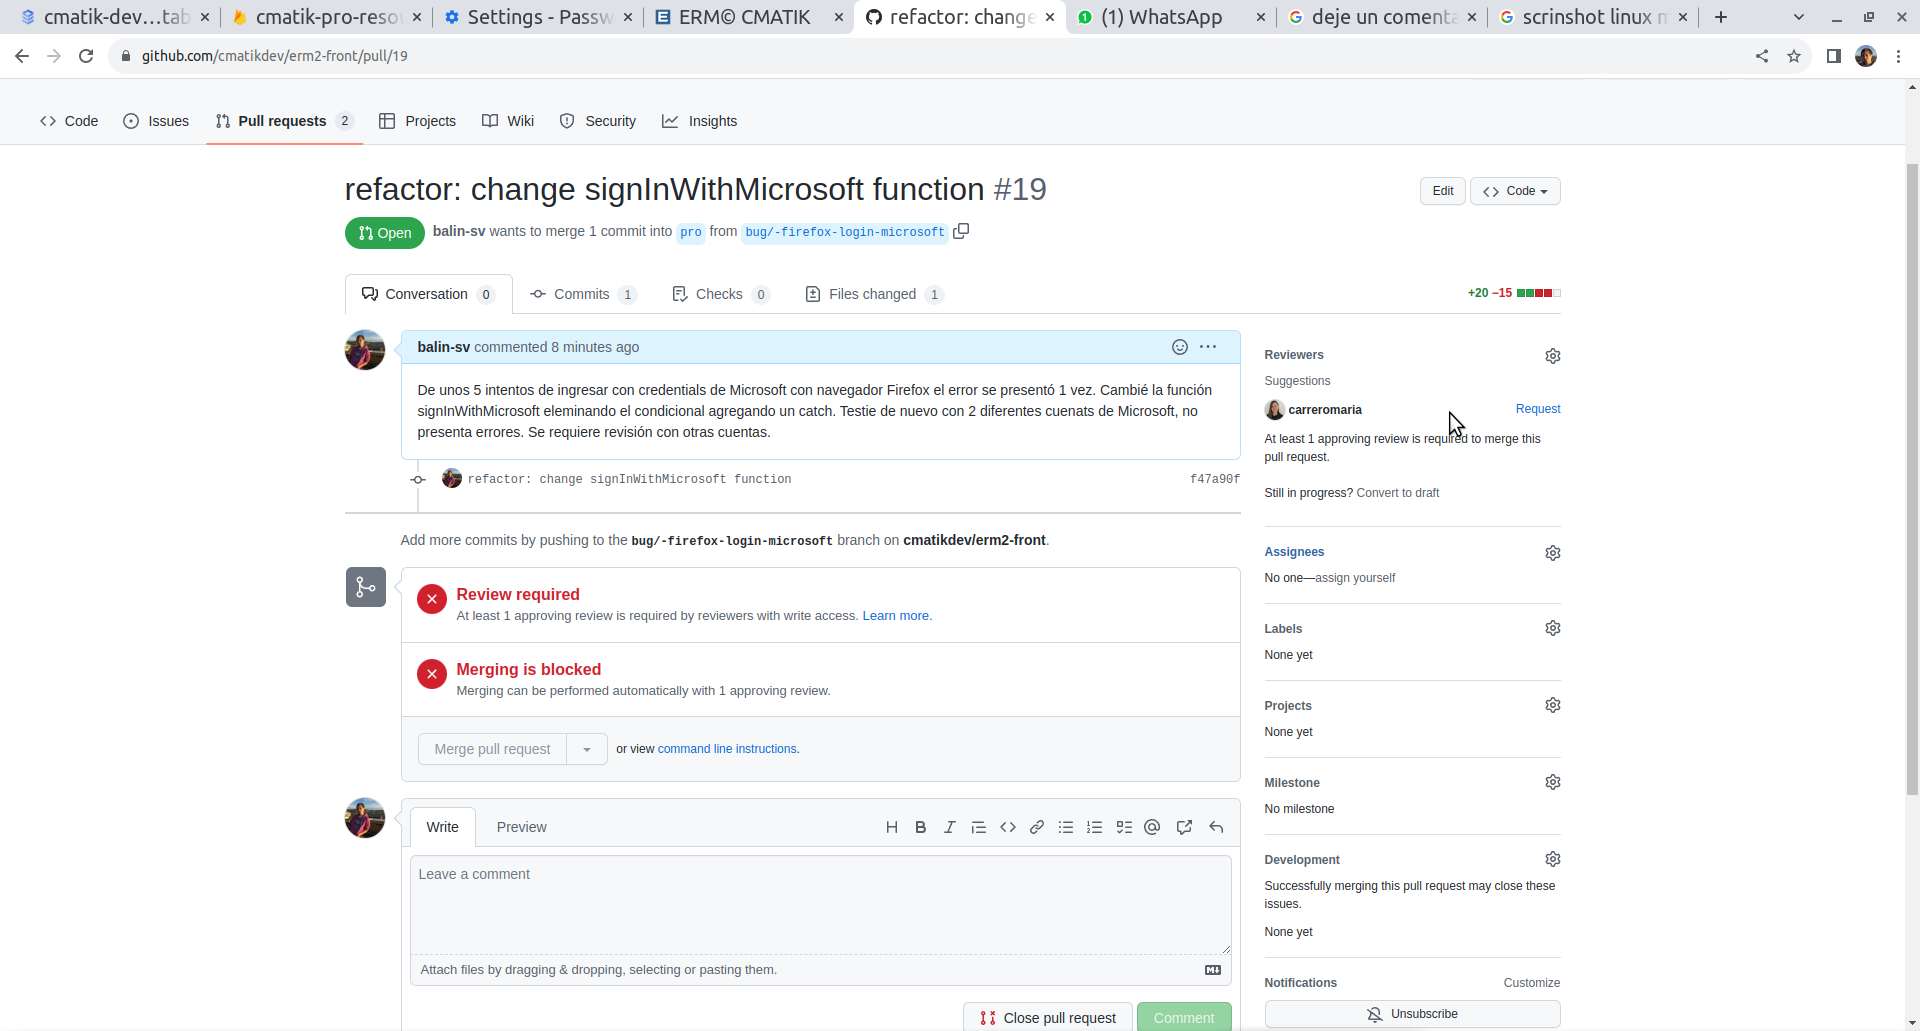 cmatik-dev…tab
cmatik-pro-reso
Settings - Passw
ERM© CMATIK
refactor: change
(1) WhatsApp
deje un comenta
scrinshot linux m
github.com/cmatikdev/erm2-front/pull/19
Code
Issues
Pull requests 2
Projects
Wiki
Security
Insights
refactor: change signInWithMicrosoft function #19
Edit
Code
Open
balin-sv wants to merge 1 commit into pro from bug/-firefox-login-microsoft
Conversation 0
Commits 1
Checks 0
Files changed 1
+20 −15
balin-sv commented 8 minutes ago
De unos 5 intentos de ingresar con credentials de Microsoft con navegador Firefox el error se presentó 1 vez. Cambié la función
signInWithMicrosoft eleminando el condicional agregando un catch. Testie de nuevo con 2 diferentes cuenats de Microsoft, no
presenta errores. Se requiere revisión con otras cuentas.
refactor: change signInWithMicrosoft function
f47a90f
Add more commits by pushing to the bug/-firefox-login-microsoft branch on cmatikdev/erm2-front.
Review required
At least 1 approving review is required by reviewers with write access. Learn more.
Merging is blocked
Merging can be performed automatically with 1 approving review.
Merge pull request
or view command line instructions.
Write
Preview
H B I
Leave a comment
Attach files by dragging & dropping, selecting or pasting them.
Close pull request
Comment
Reviewers
Suggestions
carreromaria
Request
At least 1 approving review is required to merge this
pull request.
Still in progress? Convert to draft
Assignees
No one—assign yourself
Labels
None yet
Projects
None yet
Milestone
No milestone
Development
Successfully merging this pull request may close these
issues.
None yet
Notifications
Customize
Unsubscribe